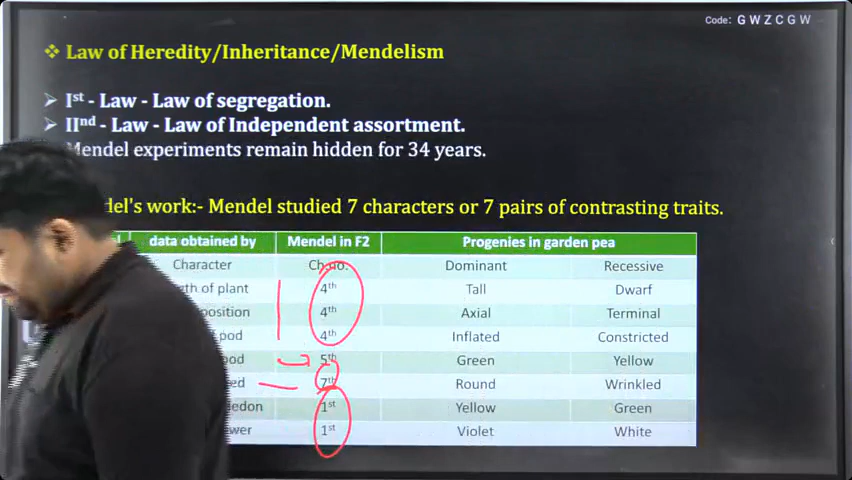 Code: G W Z C G W
❖ Law of Heredity/Inheritance/Mendelism
➢ Ist - Law - Law of segregation.
➢ IInd - Law - Law of Independent assortment.
Mendel experiments remain hidden for 34 years.
del's work:- Mendel studied 7 characters or 7 pairs of contrasting traits.
data obtained by Mendel in F2 Progenies in garden pea
Character Ch.no. Dominant Recessive
th of plant 4th Tall Dwarf
position 4th Axial Terminal
pod 4th Inflated Constricted
pod 5th Green Yellow
ed 7th Round Wrinkled
edon 1st Yellow Green
wer 1st Violet White